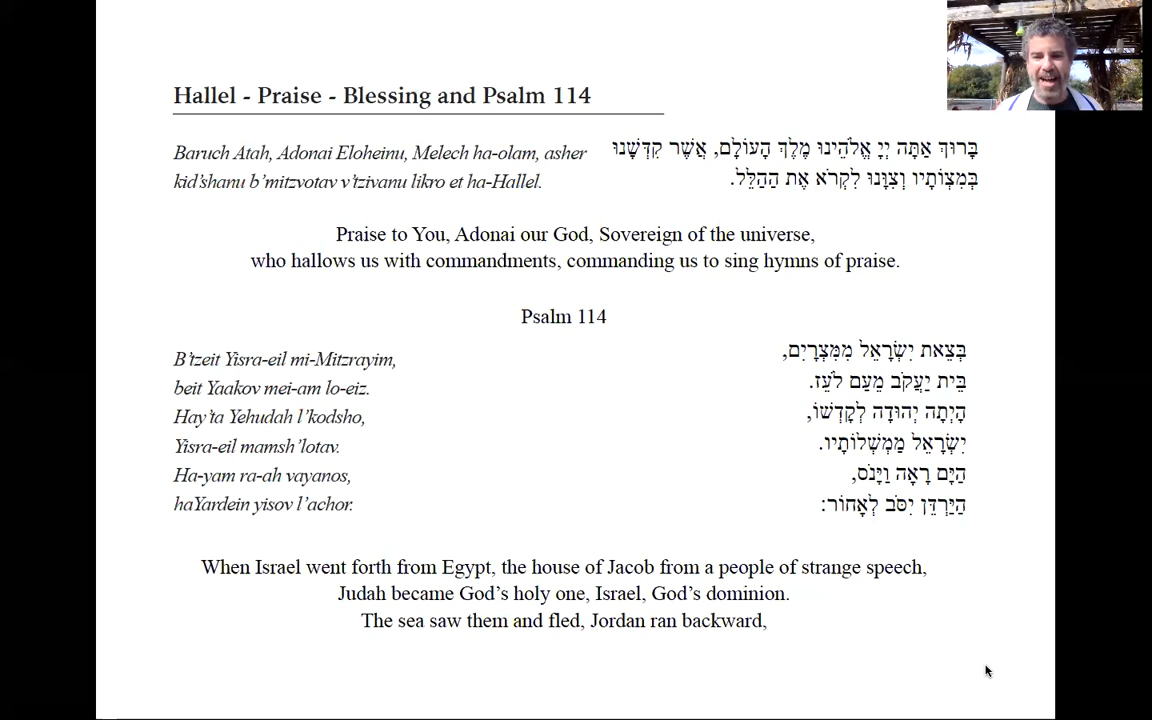 Hallel - Praise - Blessing and Psalm 114
Baruch Atah, Adonai Eloheinu, Melech ha-olam, asher
kid’shanu b’mitzvotav v’tzivanu likro et ha-Hallel.
בָּרוּךְ אַתָּה יְיָ אֱלֹהֵינוּ מֶלֶךְ הָעוֹלָם, אֲשֶׁר קִדְּשָׁנוּ
בְּמִצְוֹתָיו וְצִוָּנוּ לִקְרֹא אֶת הַהַלֵּל.
Praise to You, Adonai our God, Sovereign of the universe,
who hallows us with commandments, commanding us to sing hymns of praise.
Psalm 114
B’tzeit Yisra-eil mi-Mitzrayim,
beit Yaakov mei-am lo-eiz.
Hay’ta Yehudah l’kodsho,
Yisra-eil mamsh’lotav.
Ha-yam ra-ah vayanos,
haYardein yisov l’achor.
בְּצֵאת יִשְׂרָאֵל מִמִּצְרָיִם,
בֵּית יַעֲקֹב מֵעַם לֹעֵז.
הָיְתָה יְהוּדָה לְקָדְשׁוֹ,
יִשְׂרָאֵל מַמְשְׁלוֹתָיו.
הַיָּם רָאָה וַיָּנֹס,
הַיַּרְדֵּן יִסֹּב לְאָחוֹר:
When Israel went forth from Egypt, the house of Jacob from a people of strange speech,
Judah became God’s holy one, Israel, God’s dominion.
The sea saw them and fled, Jordan ran backward,